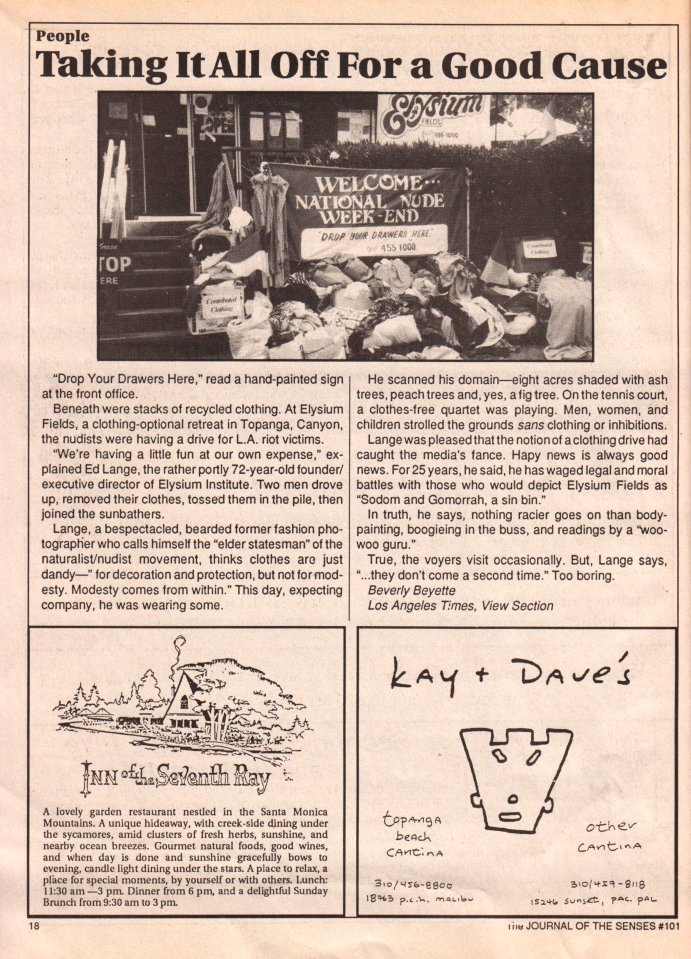 People
Taking It All Off For a Good Cause
Elysium
FIELDS
455-1000
WELCOME...
NATIONAL NUDE
WEEK-END
"DROP YOUR DRAWERS HERE"
455 1000
TOP
ERE
Contributed
Clothing
Contributed
Clothing
"Drop Your Drawers Here," read a hand-painted sign
at the front office.
Beneath were stacks of recycled clothing. At Elysium
Fields, a clothing-optional retreat in Topanga, Canyon,
the nudists were having a drive for L.A. riot victims.
"We're having a little fun at our own expense," ex-
plained Ed Lange, the rather portly 72-year-old founder/
executive director of Elysium Institute. Two men drove
up, removed their clothes, tossed them in the pile, then
joined the sunbathers.
Lange, a bespectacled, bearded former fashion pho-
tographer who calls himself the "elder statesman" of the
naturalist/nudist movement, thinks clothes are just
dandy—" for decoration and protection, but not for mod-
esty. Modesty comes from within." This day, expecting
company, he was wearing some.
He scanned his domain—eight acres shaded with ash
trees, peach trees and, yes, a fig tree. On the tennis court,
a clothes-free quartet was playing. Men, women, and
children strolled the grounds sans clothing or inhibitions.
Lange was pleased that the notion of a clothing drive had
caught the media's fance. Hapy news is always good
news. For 25 years, he said, he has waged legal and moral
battles with those who would depict Elysium Fields as
"Sodom and Gomorrah, a sin bin."
In truth, he says, nothing racier goes on than body-
painting, boogieing in the buss, and readings by a "woo-
woo guru."
True, the voyers visit occasionally. But, Lange says,
"...they don't come a second time." Too boring.
Beverly Beyette
Los Angeles Times, View Section
INN of the Seventh Ray
A lovely garden restaurant nestled in the Santa Monica
Mountains. A unique hideaway, with creek-side dining under
the sycamores, amid clusters of fresh herbs, sunshine, and
nearby ocean breezes. Gourmet natural foods, good wines,
and when day is done and sunshine gracefully bows to
evening, candle light dining under the stars. A place to relax, a
place for special moments, by yourself or with others. Lunch:
11:30 am —3 pm. Dinner from 6 pm, and a delightful Sunday
Brunch from 9:30 am to 3 pm.
KAY + DAVE'S
topanga
beach
cantina
310/456-8800
18763 p.c.h. malibu
other
cantina
310/459-8118
15246 sunset, pac. pal
18
The JOURNAL OF THE SENSES #101